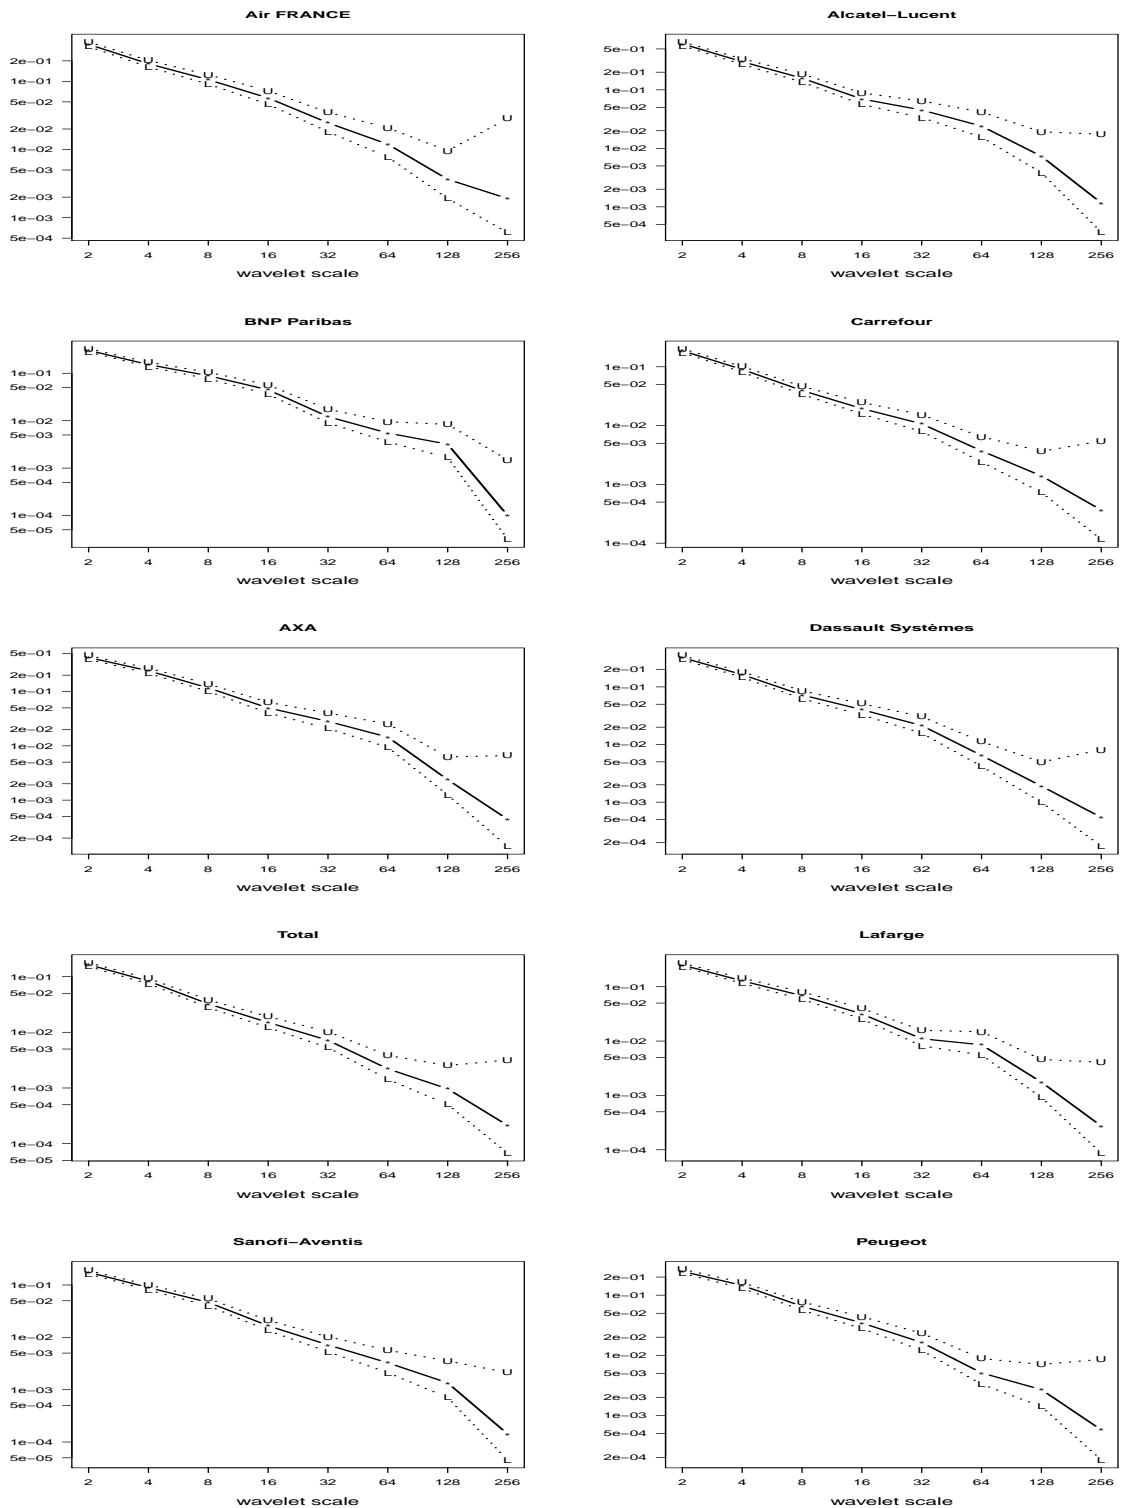 Air FRANCE
2e−01
1e−01
5e−02
2e−02
1e−02
5e−03
2e−03
1e−03
5e−04
U U U U U U U U
L L L L L L L L
2 4 8 16 32 64 128 256
wavelet scale
Alcatel−Lucent
5e−01
2e−01
1e−01
5e−02
2e−02
1e−02
5e−03
2e−03
1e−03
5e−04
U U U U U U U U
L L L L L L L L
2 4 8 16 32 64 128 256
wavelet scale
BNP Paribas
1e−01
5e−02
1e−02
5e−03
1e−03
5e−04
1e−04
5e−05
U U U U U U U U
L L L L L L L L
2 4 8 16 32 64 128 256
wavelet scale
Carrefour
1e−01
5e−02
1e−02
5e−03
1e−03
5e−04
1e−04
U U U U U U U U
L L L L L L L L
2 4 8 16 32 64 128 256
wavelet scale
AXA
5e−01
2e−01
1e−01
5e−02
2e−02
1e−02
5e−03
2e−03
1e−03
5e−04
2e−04
U U U U U U U U
L L L L L L L L
2 4 8 16 32 64 128 256
wavelet scale
Dassault Systèmes
2e−01
1e−01
5e−02
2e−02
1e−02
5e−03
2e−03
1e−03
5e−04
2e−04
U U U U U U U U
L L L L L L L L
2 4 8 16 32 64 128 256
wavelet scale
Total
1e−01
5e−02
1e−02
5e−03
1e−03
5e−04
1e−04
5e−05
U U U U U U U U
L L L L L L L L
2 4 8 16 32 64 128 256
wavelet scale
Lafarge
1e−01
5e−02
1e−02
5e−03
1e−03
5e−04
1e−04
U U U U U U U U
L L L L L L L L
2 4 8 16 32 64 128 256
wavelet scale
Sanofi−Aventis
1e−01
5e−02
1e−02
5e−03
1e−03
5e−04
1e−04
5e−05
U U U U U U U U
L L L L L L L L
2 4 8 16 32 64 128 256
wavelet scale
Peugeot
2e−01
1e−01
5e−02
2e−02
1e−02
5e−03
2e−03
1e−03
5e−04
2e−04
U U U U U U U U
L L L L L L L L
2 4 8 16 32 64 128 256
wavelet scale